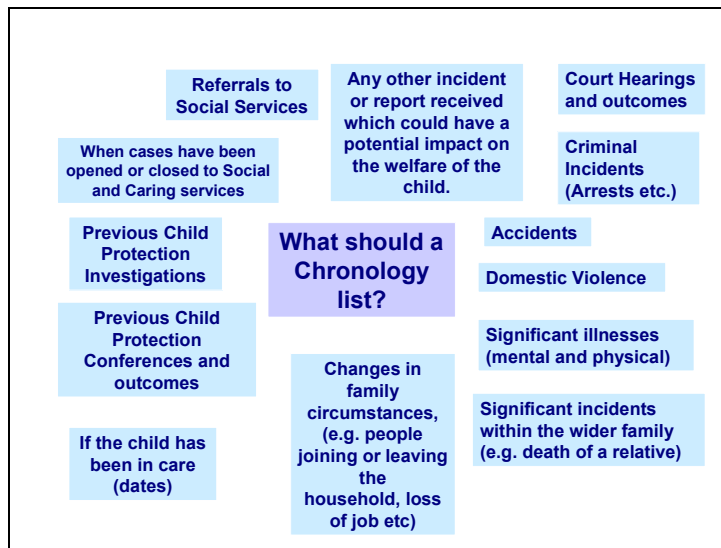 Referrals to
Social Services
Any other incident
or report received
which could have a
potential impact on
the welfare of the
child.
Court Hearings
and outcomes
When cases have been
opened or closed to Social
and Caring services
Criminal
Incidents
(Arrests etc.)
Previous Child
Protection
Investigations
What should a
Chronology
list?
Accidents
Domestic Violence
Previous Child
Protection
Conferences and
outcomes
Significant illnesses
(mental and physical)
Changes in
family
circumstances,
(e.g. people
joining or leaving
the
household, loss
of job etc)
Significant incidents
within the wider family
(e.g. death of a relative)
If the child has
been in care
(dates)